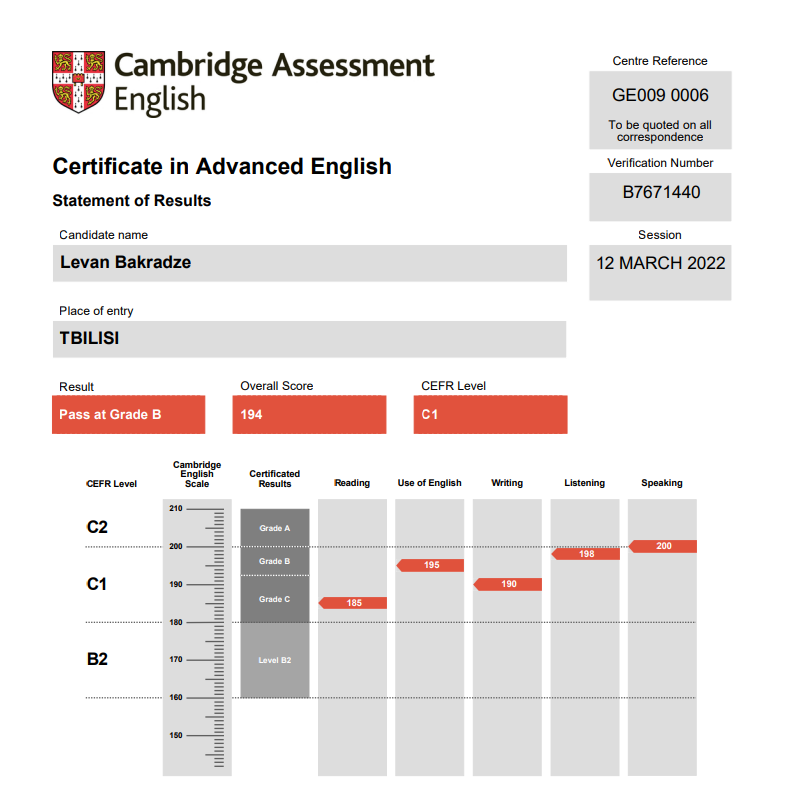 Cambridge Assessment
English
Centre Reference
GE009 0006
To be quoted on all
correspondence
Certificate in Advanced English
Statement of Results
Verification Number
B7671440
Candidate name
Levan Bakradze
Session
12 MARCH 2022
Place of entry
TBILISI
Result
Overall Score
CEFR Level
Pass at Grade B
194
C1
CEFR Level
Cambridge
English
Scale
Certificated
Results
Reading
Use of English
Writing
Listening
Speaking
210
C2
Grade A
200
200
198
Grade B
195
C1
190
190
Grade C
185
180
B2
170
Level B2
160
150